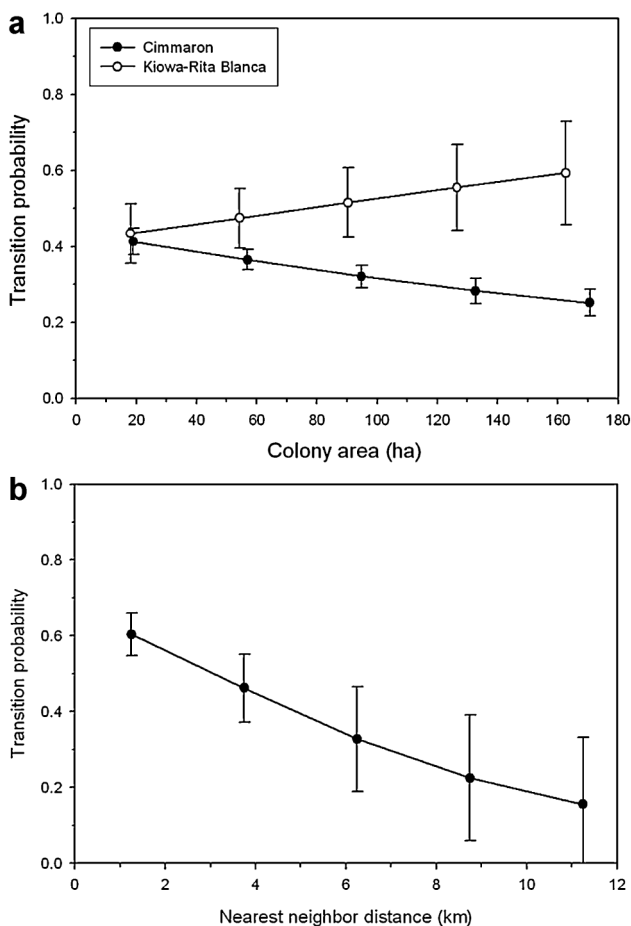 a
Cimmaron
Kiowa-Rita Blanca
Transition probability
1.0
0.8
0.6
0.4
0.2
0.0
0 20 40 60 80 100 120 140 160 180
Colony area (ha)
b
Transition probability
1.0
0.8
0.6
0.4
0.2
0.0
0 2 4 6 8 10 12
Nearest neighbor distance (km)